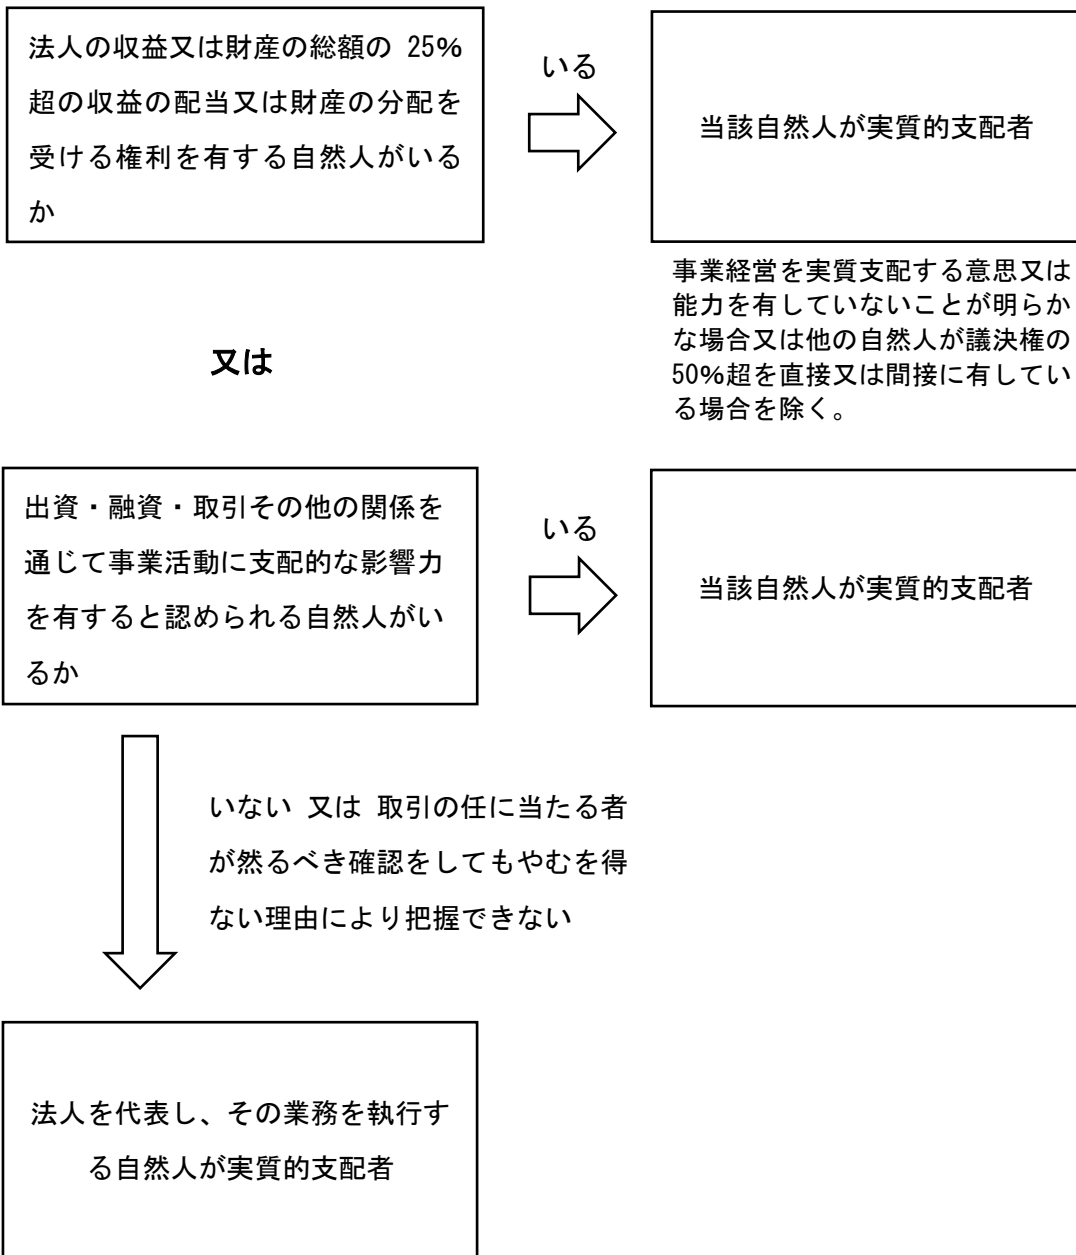 法人の収益又は財産の総額の 25%
超の収益の配当又は財産の分配を
受ける権利を有する自然人がいる
か
いる
当該自然人が実質的支配者
事業経営を実質支配する意思又は
能力を有していないことが明らか
な場合又は他の自然人が議決権の
50%超を直接又は間接に有してい
る場合を除く。
又は
出資・融資・取引その他の関係を
通じて事業活動に支配的な影響力
を有すると認められる自然人がい
るか
いる
当該自然人が実質的支配者
いない 又は 取引の任に当たる者
が然るべき確認をしてもやむを得
ない理由により把握できない
法人を代表し、その業務を執行す
る自然人が実質的支配者